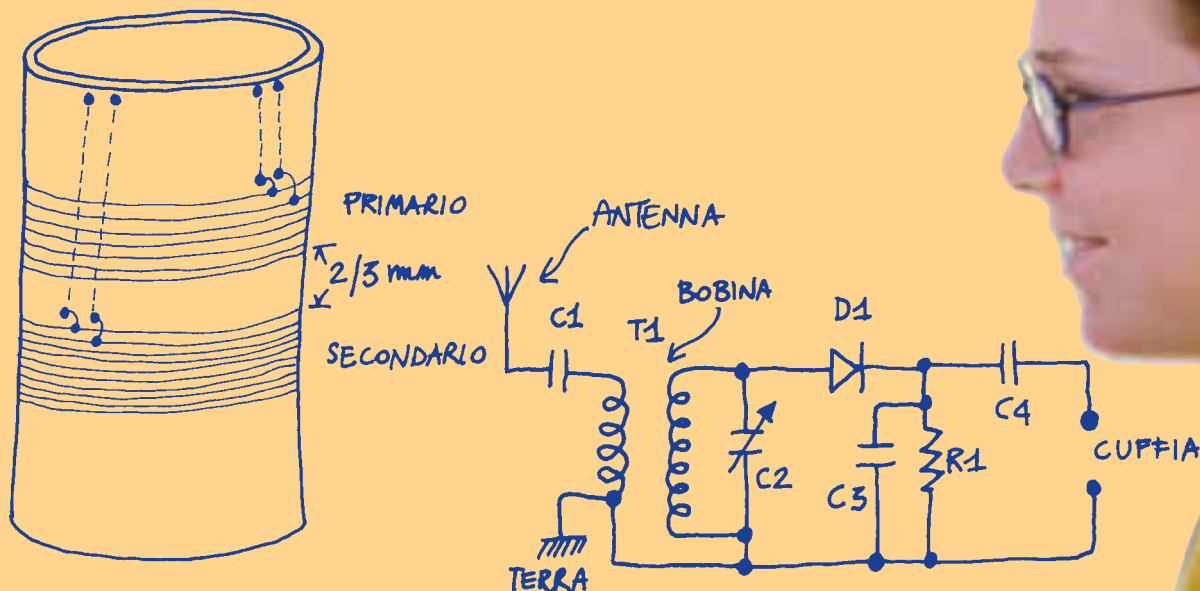 PRIMARIO
2/3 mm
SECONDARIO
ANTENNA
C1
BOBINA
T1
D1
C2
C3
R1
C4
CUFFIA
TERRA